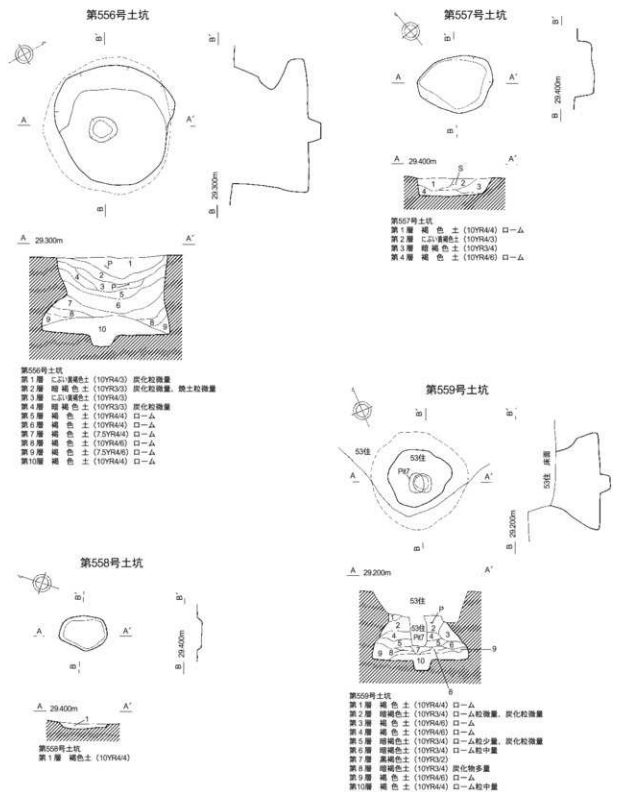 第556号土坑
B'
B'
A
A'
B
B 29.300m
A 29.300m A'
P
1
2
4
3
P
5
7
6
8
8
9
10
9
第556号土坑
第1層 にぶい黄褐色土(10YR4/3)炭化粒微量
第2層 暗褐色土(10YR3/3)炭化粒微量、焼土粒微量
第3層 にぶい黄褐色土(10YR4/3)
第4層 暗褐色土(10YR3/3)炭化粒微量
第5層 褐色土(10YR4/4)ローム
第6層 褐色土(10YR4/4)ローム
第7層 褐色土(7.5YR4/4)ローム
第8層 褐色土(10YR4/6)ローム
第9層 褐色土(7.5YR4/6)ローム
第10層 褐色土(10YR4/4)ローム
第557号土坑
B'
B'
A
A'
B
B 29.400m
A 29.400m A'
S
1
2
3
4
第557号土坑
第1層 褐色土(10YR4/4)ローム
第2層 にぶい黄褐色土(10YR4/3)
第3層 暗褐色土(10YR3/4)
第4層 褐色土(10YR4/6)ローム
第558号土坑
B'
B'
A
A'
B
B 29.400m
A 29.400m A'
1
第558号土坑
第1層 褐色土(10YR4/4)
第559号土坑
B'
B'
53住
53住
Pit7
A
A'
53住 床面
B
B 29.200m
A 29.200m A'
53住
P
1
2
53住
2
4
Pit7
4
3
5
5
6
9
8
7
9
10
8
第559号土坑
第1層 褐色土(10YR4/4)ローム
第2層 暗褐色土(10YR3/4)ローム粒微量、炭化粒微量
第3層 褐色土(10YR4/6)ローム
第4層 褐色土(10YR4/6)ローム
第5層 暗褐色土(10YR3/4)ローム粒少量、炭化粒微量
第6層 暗褐色土(10YR3/4)ローム粒中量
第7層 黒褐色土(10YR3/2)
第8層 暗褐色土(10YR3/4)炭化物多量
第9層 褐色土(10YR4/6)ローム
第10層 褐色土(10YR4/4)ローム粒中量